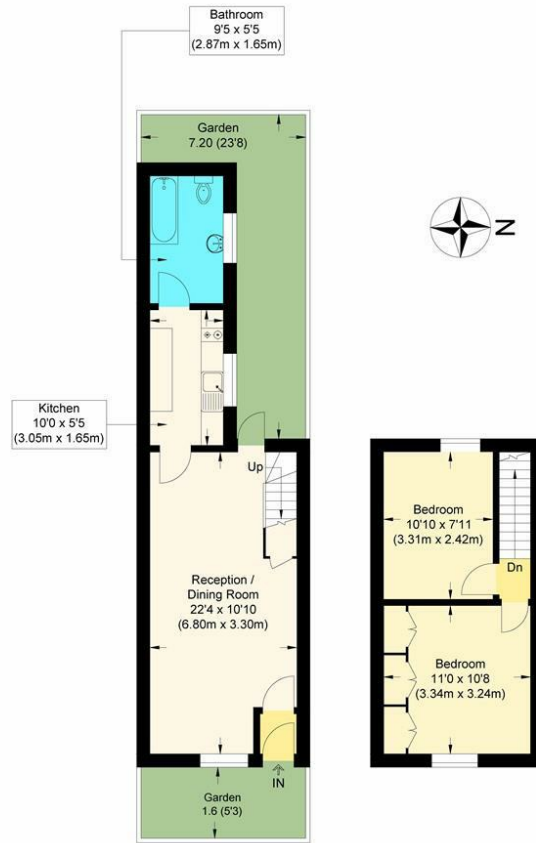 Bathroom
9'5 x 5'5
(2.87m x 1.65m)
Garden
7.20 (23'8)
N
Kitchen
10'0 x 5'5
(3.05m x 1.65m)
Up
Reception /
Dining Room
22'4 x 10'10
(6.80m x 3.30m)
IN
Garden
1.6 (5'3)
Bedroom
10'10 x 7'11
(3.31m x 2.42m)
Dn
Bedroom
11'0 x 10'8
(3.34m x 3.24m)